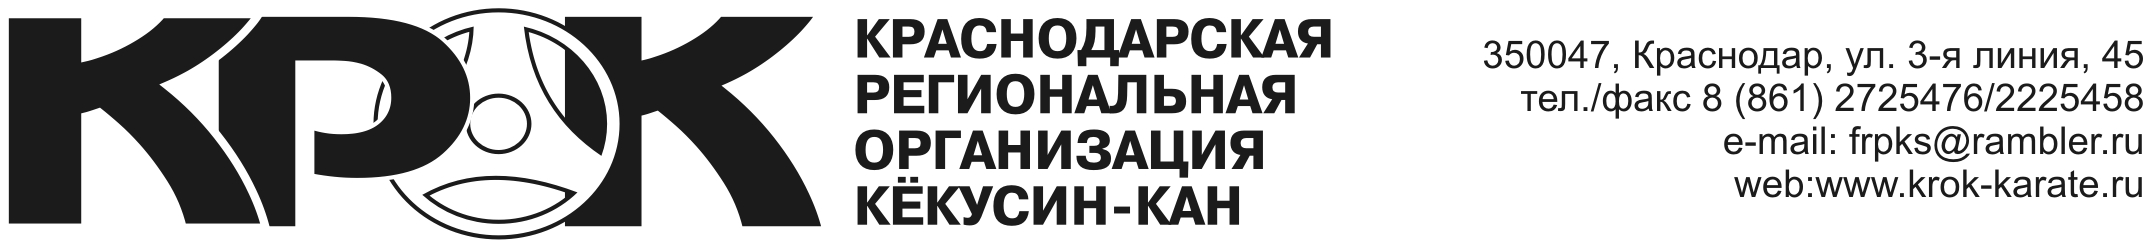 КРОК
КРАСНОДАРСКАЯ
РЕГИОНАЛЬНАЯ
ОРГАНИЗАЦИЯ
КЁКУСИН-КАН
350047, Краснодар, ул. 3-я линия, 45
тел./факс 8 (861) 2725476/2225458
e-mail: frpks@rambler.ru
web:www.krok-karate.ru